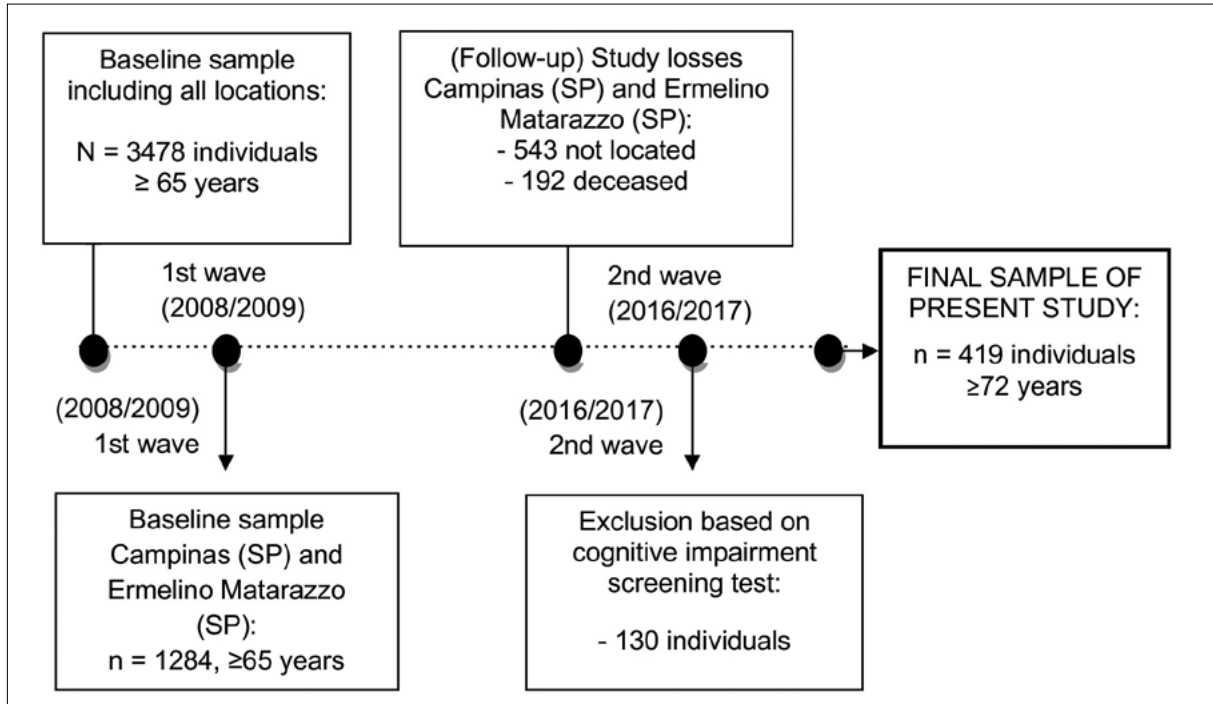 Baseline sample
including all locations:
N = 3478 individuals
≥ 65 years
(Follow-up) Study losses
Campinas (SP) and Ermelino
Matarazzo (SP):
- 543 not located
- 192 deceased
1st wave
(2008/2009)
2nd wave
(2016/2017)
FINAL SAMPLE OF
PRESENT STUDY:
n = 419 individuals
≥72 years
(2008/2009)
1st wave
(2016/2017)
2nd wave
Baseline sample
Campinas (SP) and
Ermelino Matarazzo
(SP):
n = 1284, ≥65 years
Exclusion based on
cognitive impairment
screening test:
- 130 individuals